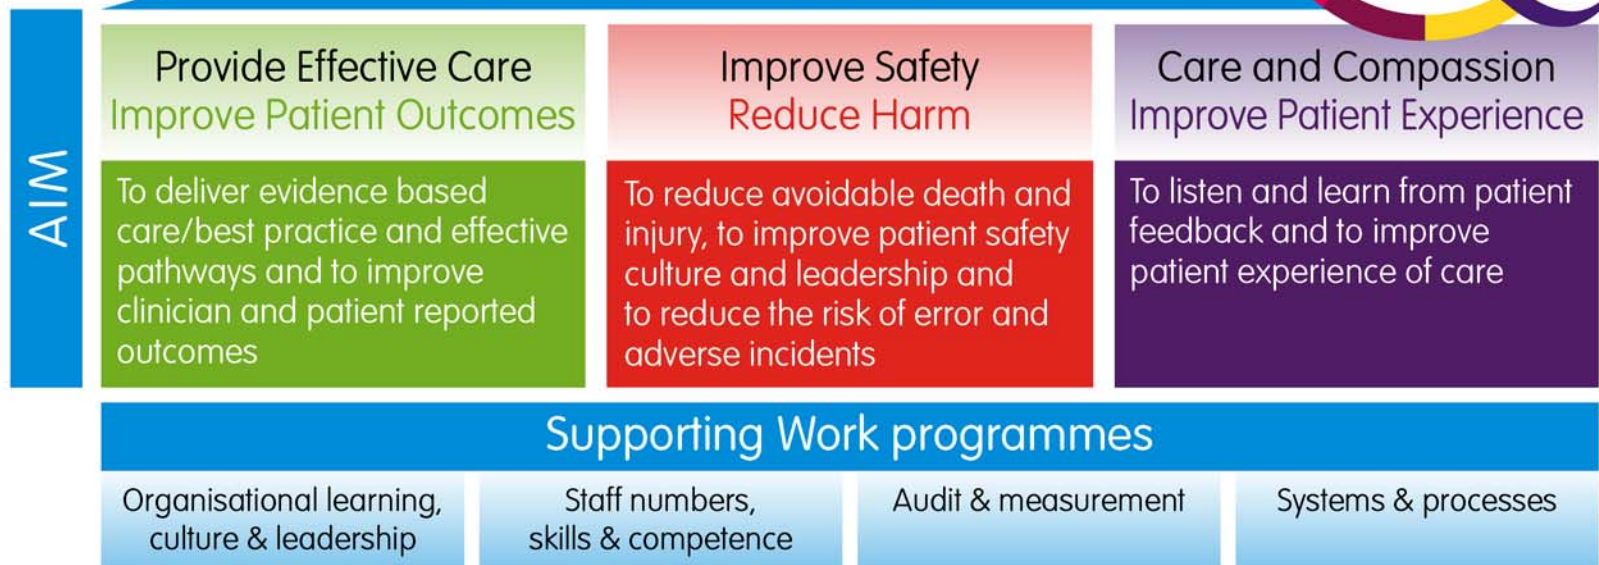 AIM
Provide Effective Care
Improve Patient Outcomes
To deliver evidence based
care/best practice and effective
pathways and to improve
clinician and patient reported
outcomes
Improve Safety
Reduce Harm
To reduce avoidable death and
injury, to improve patient safety
culture and leadership and
to reduce the risk of error and
adverse incidents
Care and Compassion
Improve Patient Experience
To listen and learn from patient
feedback and to improve
patient experience of care
Supporting Work programmes
Organisational learning,
culture & leadership
Staff numbers,
skills & competence
Audit & measurement
Systems & processes